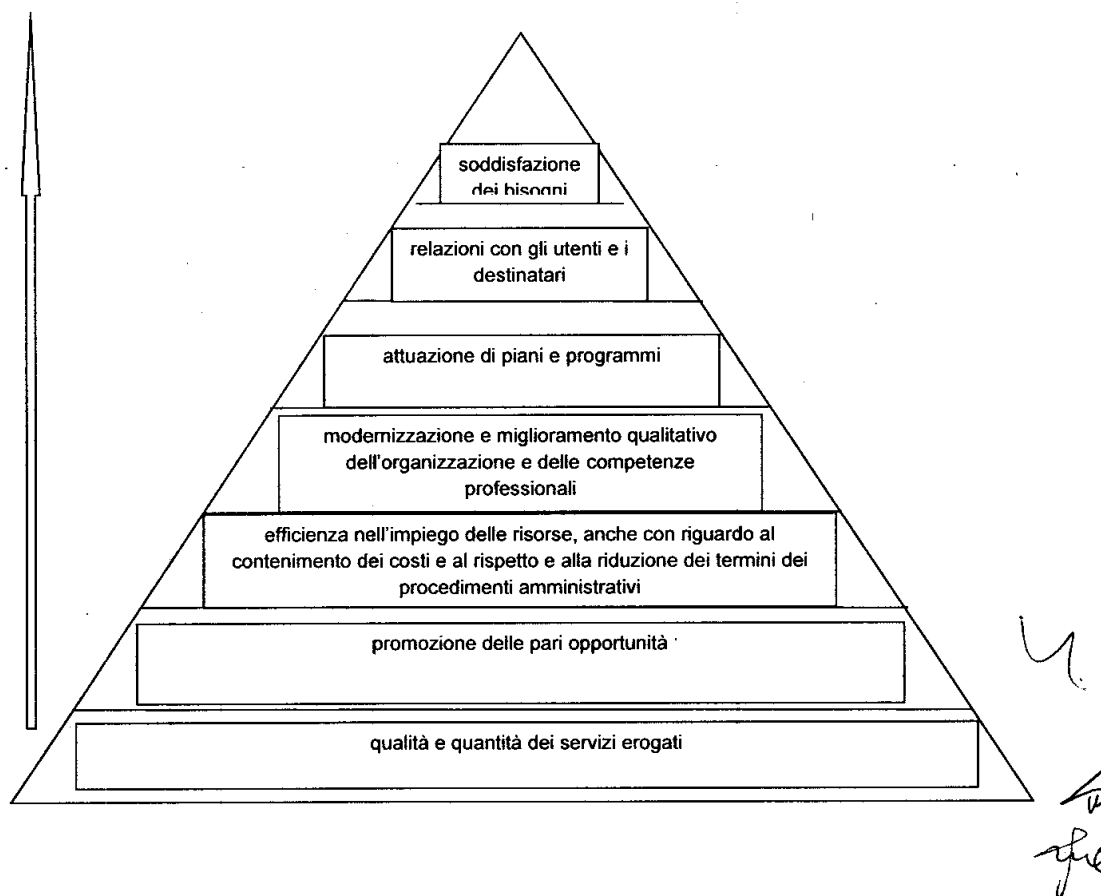 soddisfazione
dei bisogni
relazioni con gli utenti e i
destinatari
attuazione di piani e programmi
modernizzazione e miglioramento qualitativo
dell'organizzazione e delle competenze
professionali
efficienza nell'impiego delle risorse, anche con riguardo al
contenimento dei costi e al rispetto e alla riduzione dei termini dei
procedimenti amministrativi
promozione delle pari opportunità
qualità e quantità dei servizi erogati